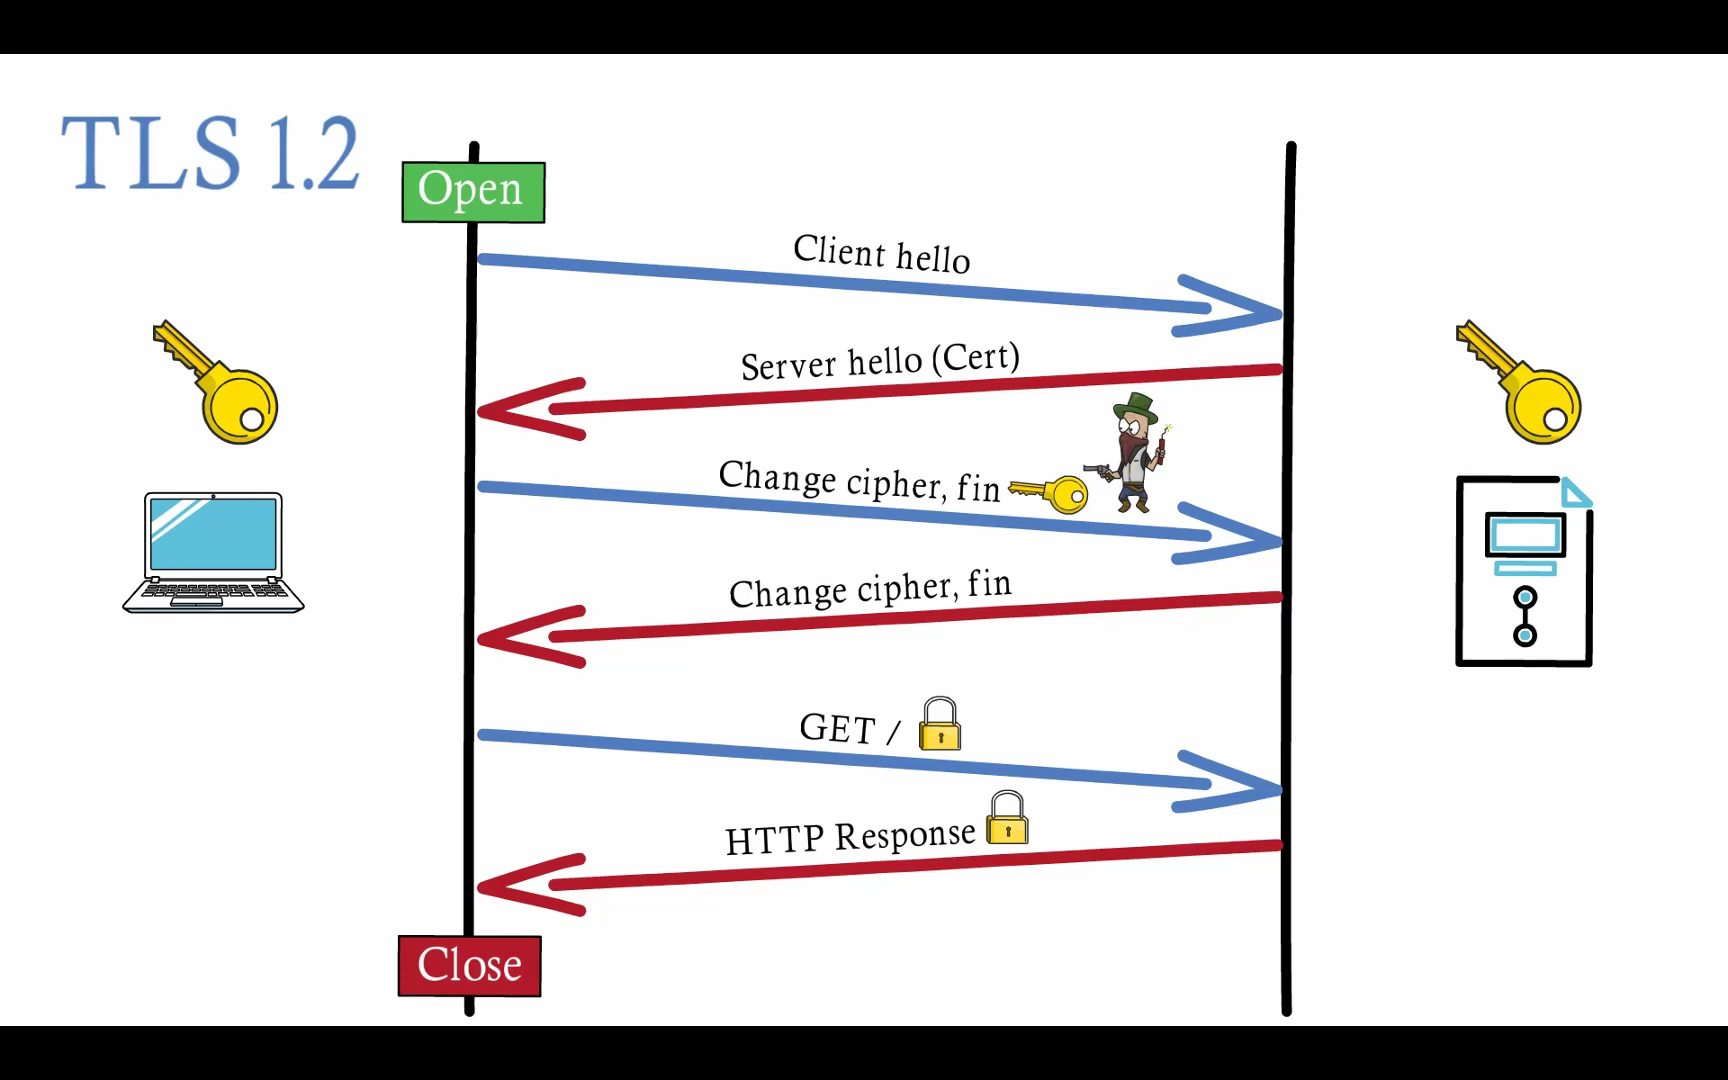 TLS 1.2
Open
Client hello
Server hello (Cert)
Change cipher, fin
Change cipher, fin
GET /
HTTP Response
Close